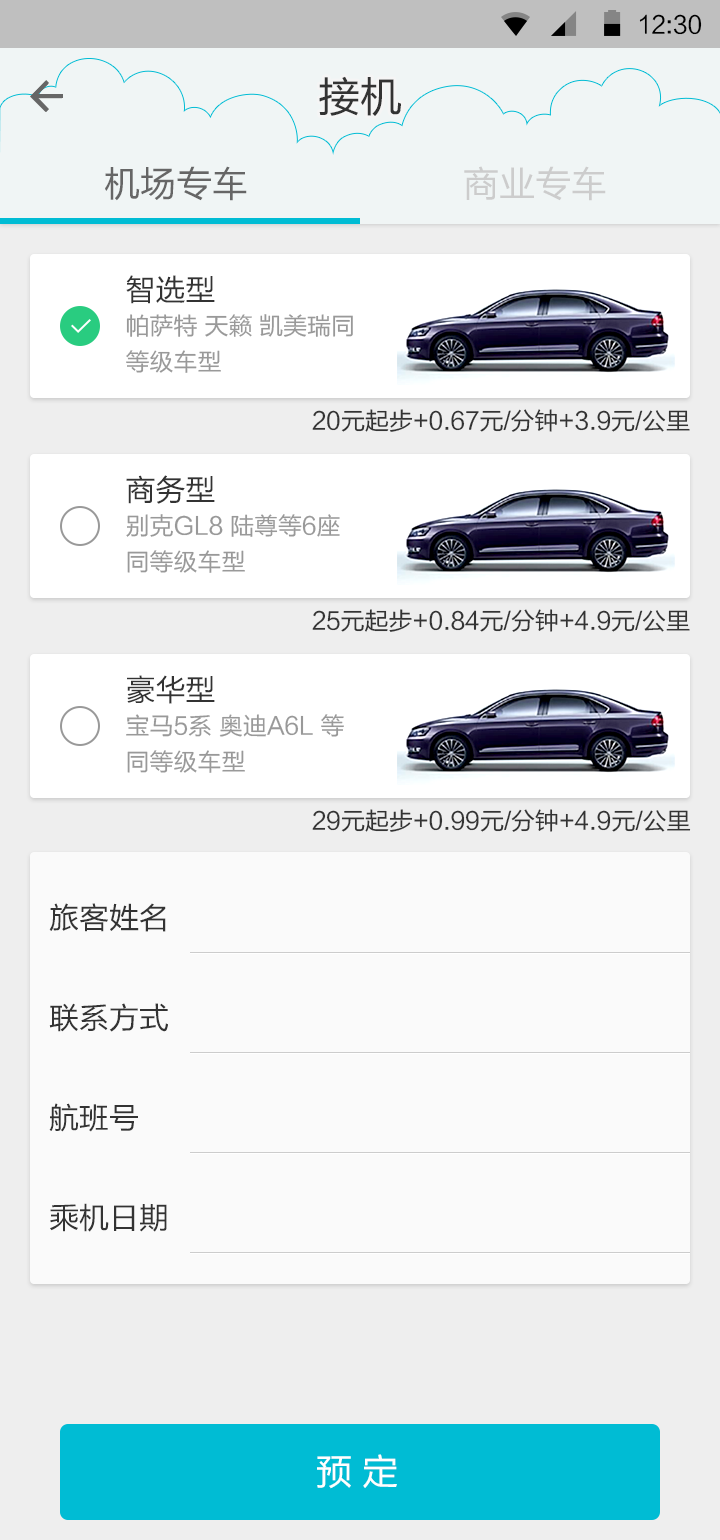 12:30
接机
机场专车
商业专车
智选型
帕萨特 天籁 凯美瑞同
等级车型
20元起步+0.67元/分钟+3.9元/公里
商务型
别克GL8 陆尊等6座
同等级车型
25元起步+0.84元/分钟+4.9元/公里
豪华型
宝马5系 奥迪A6L 等
同等级车型
29元起步+0.99元/分钟+4.9元/公里
旅客姓名
联系方式
航班号
乘机日期
预 定